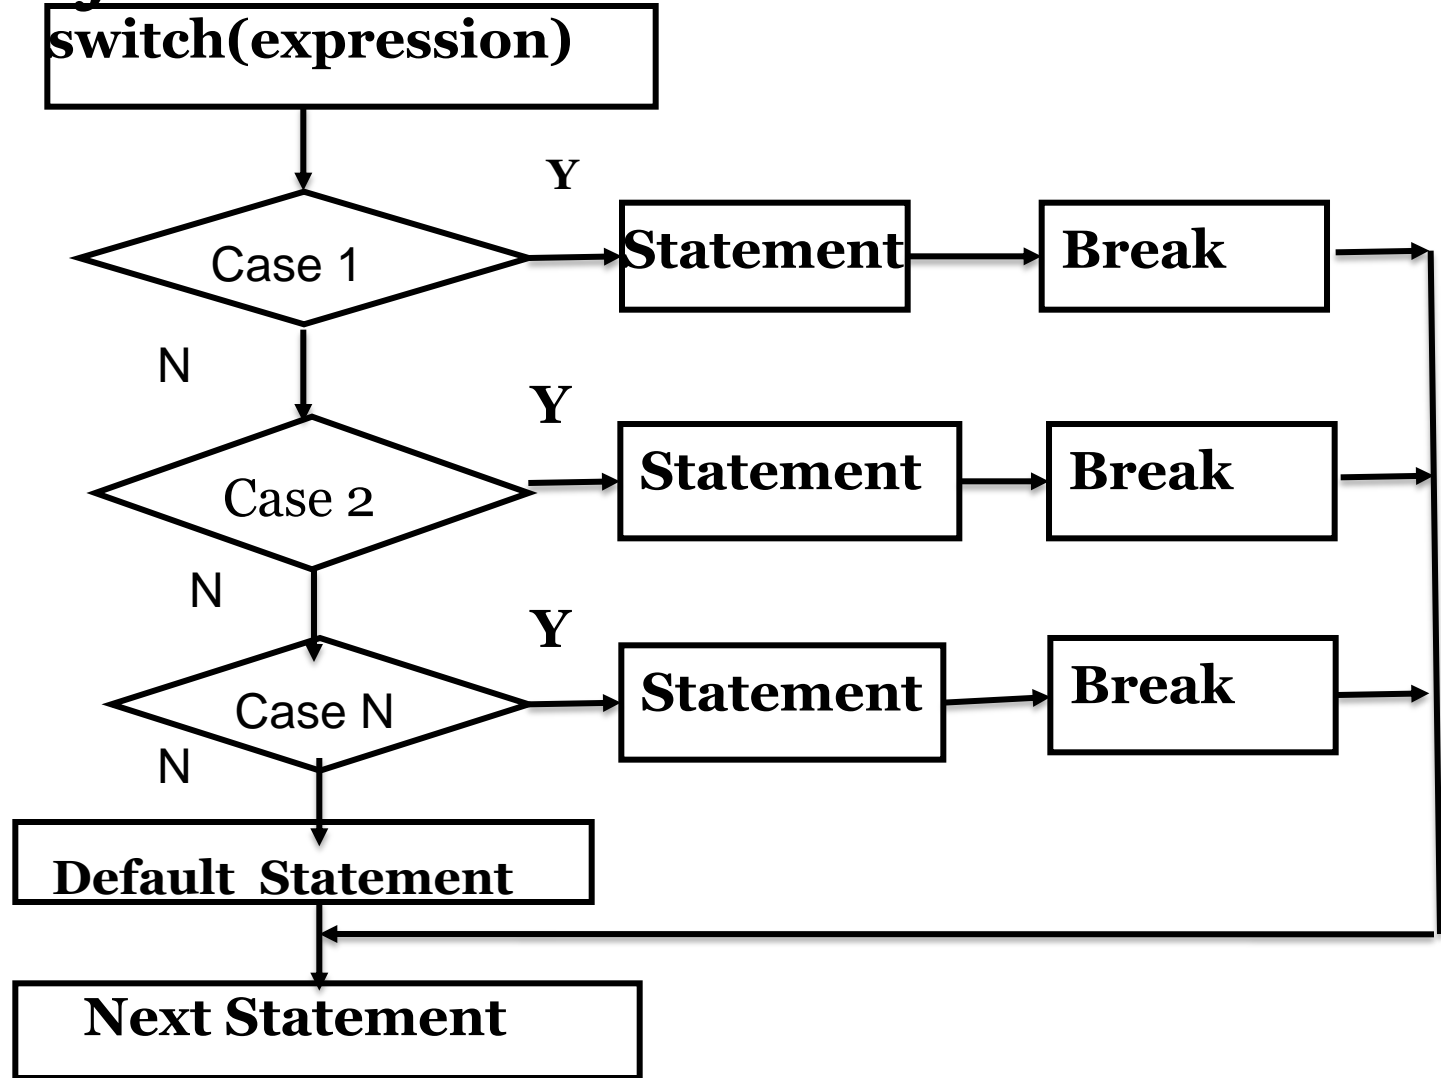 switch(expression)
Y
Case 1
Statement
Break
N
Y
Case 2
Statement
Break
N
Y
Case N
Statement
Break
N
Default Statement
Next Statement